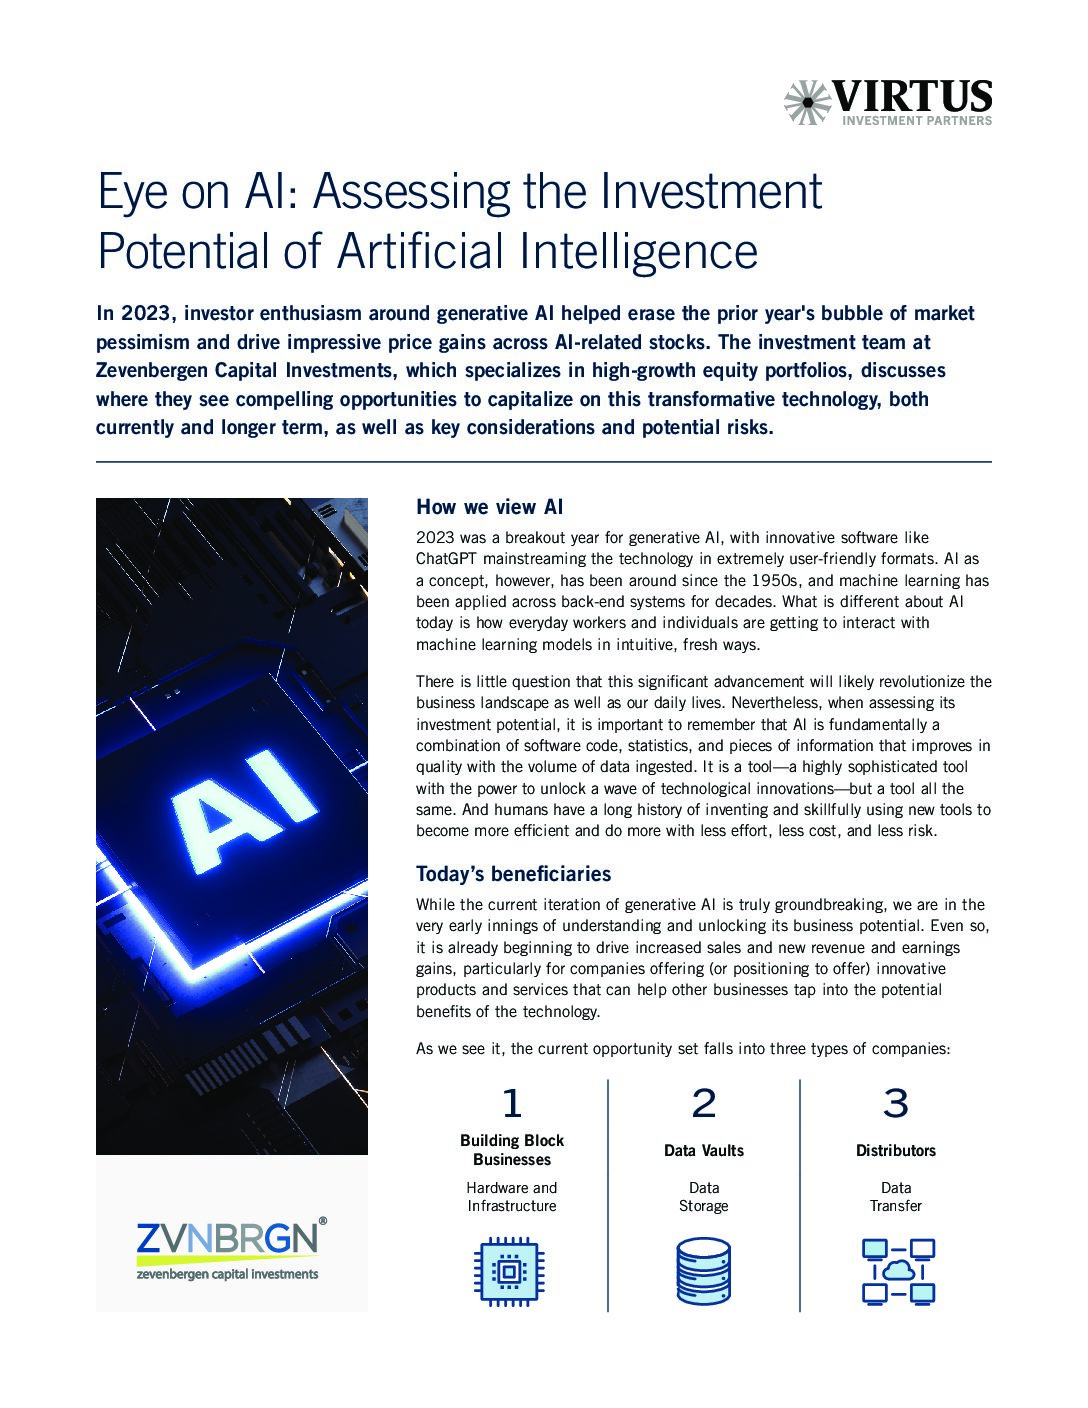 VIRTUS
INVESTMENT PARTNERS
Eye on AI: Assessing the Investment
Potential of Artificial Intelligence
In 2023, investor enthusiasm around generative AI helped erase the prior year's bubble of market
pessimism and drive impressive price gains across AI-related stocks. The investment team at
Zevenbergen Capital Investments, which specializes in high-growth equity portfolios, discusses
where they see compelling opportunities to capitalize on this transformative technology, both
currently and longer term, as well as key considerations and potential risks.
AI
ZVNBRGN®
zevenbergen capital investments
How we view AI
2023 was a breakout year for generative AI, with innovative software like
ChatGPT mainstreaming the technology in extremely user-friendly formats. AI as
a concept, however, has been around since the 1950s, and machine learning has
been applied across back-end systems for decades. What is different about AI
today is how everyday workers and individuals are getting to interact with
machine learning models in intuitive, fresh ways.
There is little question that this significant advancement will likely revolutionize the
business landscape as well as our daily lives. Nevertheless, when assessing its
investment potential, it is important to remember that AI is fundamentally a
combination of software code, statistics, and pieces of information that improves in
quality with the volume of data ingested. It is a tool—a highly sophisticated tool
with the power to unlock a wave of technological innovations—but a tool all the
same. And humans have a long history of inventing and skillfully using new tools to
become more efficient and do more with less effort, less cost, and less risk.
Today’s beneficiaries
While the current iteration of generative AI is truly groundbreaking, we are in the
very early innings of understanding and unlocking its business potential. Even so,
it is already beginning to drive increased sales and new revenue and earnings
gains, particularly for companies offering (or positioning to offer) innovative
products and services that can help other businesses tap into the potential
benefits of the technology.
As we see it, the current opportunity set falls into three types of companies:
1
Building Block
Businesses
Hardware and
Infrastructure
2
Data Vaults
Data
Storage
3
Distributors
Data
Transfer